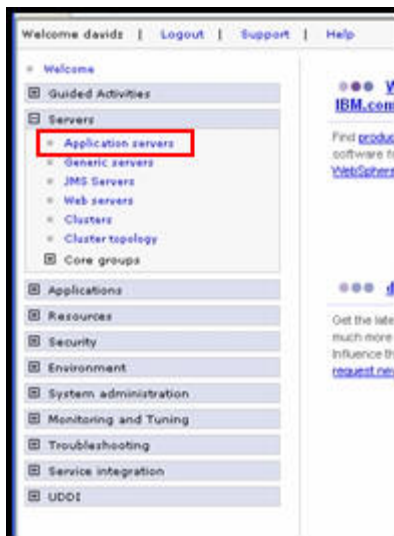 Welcome davids | Logout | Support | Help
Welcome
Guided Activities
Servers
Application servers
Generic servers
JMS Servers
Web servers
Clusters
Cluster topology
Core groups
Applications
Resources
Security
Environment
System administration
Monitoring and Tuning
Troubleshooting
Service integration
UDDI
W
IBM.com
Find produc
software fo
WebSphere
d
Get the late
much more
Influence th
request new